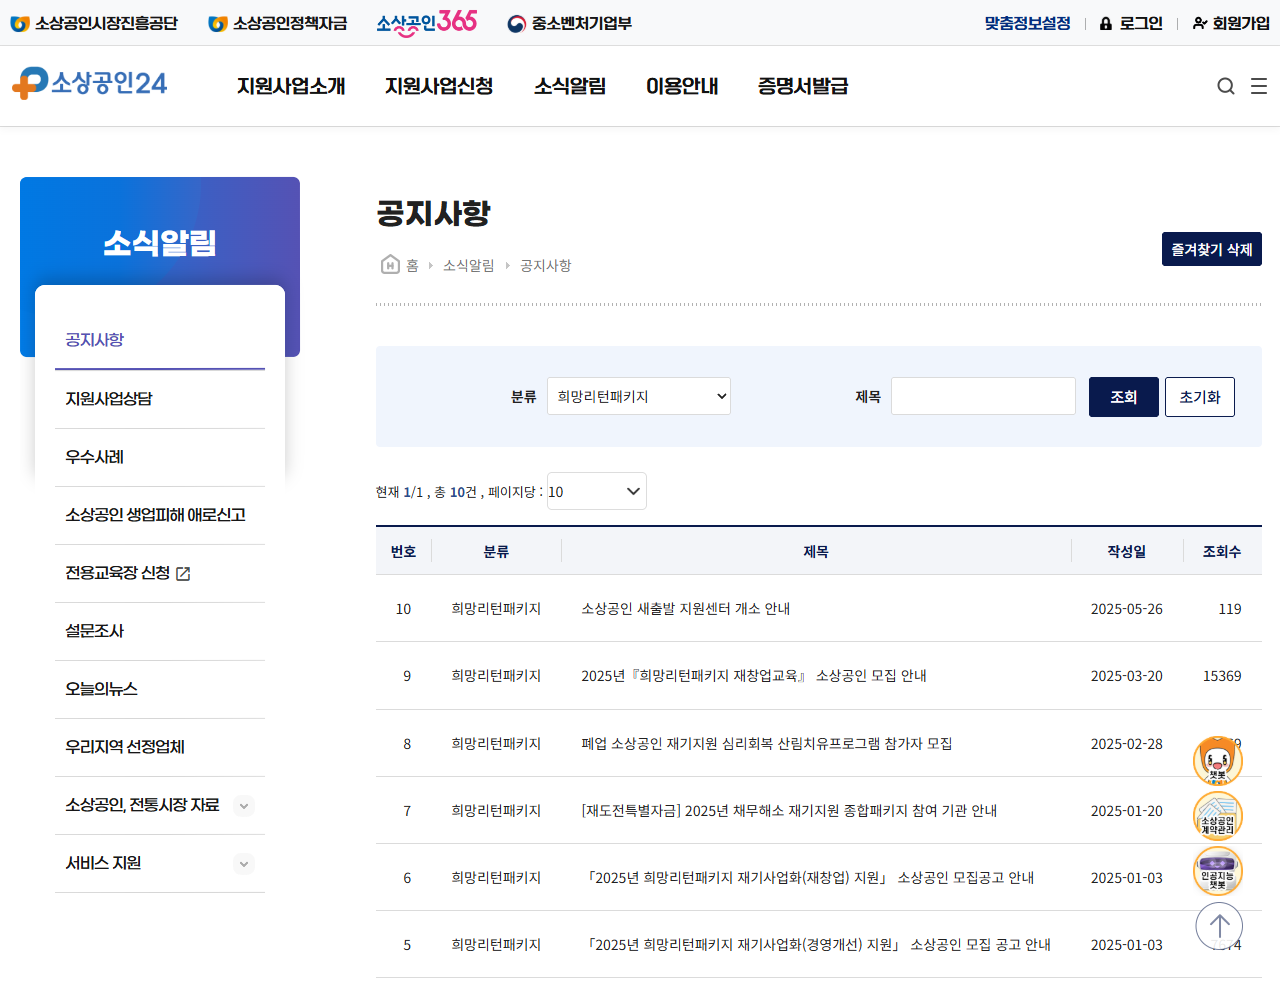 소상공인시장진흥공단 소상공인정책자금 소상공인365 중소벤처기업부 맞춤정보설정 로그인 회원가입
소상공인24 지원사업소개 지원사업신청 소식알림 이용안내 증명서발급
소식알림
공지사항
지원사업상담
우수사례
소상공인 생업피해 애로신고
전용교육장 신청
설문조사
오늘의뉴스
우리지역 선정업체
소상공인, 전통시장 자료
서비스 지원
공지사항
홈 소식알림 공지사항
즐겨찾기 삭제
분류 희망리턴패키지 제목 조회 초기화
현재 1/1 , 총 10건 , 페이지당 : 10
번호 분류 제목 작성일 조회수
10 희망리턴패키지 소상공인 새출발 지원센터 개소 안내 2025-05-26 119
9 희망리턴패키지 2025년『희망리턴패키지 재창업교육』 소상공인 모집 안내 2025-03-20 15369
8 희망리턴패키지 폐업 소상공인 재기지원 심리회복 산림치유프로그램 참가자 모집 2025-02-28
7 희망리턴패키지 [재도전특별자금] 2025년 채무해소 재기지원 종합패키지 참여 기관 안내 2025-01-20
6 희망리턴패키지 「2025년 희망리턴패키지 재기사업화(재창업) 지원」 소상공인 모집공고 안내 2025-01-03
5 희망리턴패키지 「2025년 희망리턴패키지 재기사업화(경영개선) 지원」 소상공인 모집 공고 안내 2025-01-03
챗봇
소상공인
계약관리
인공지능
챗봇